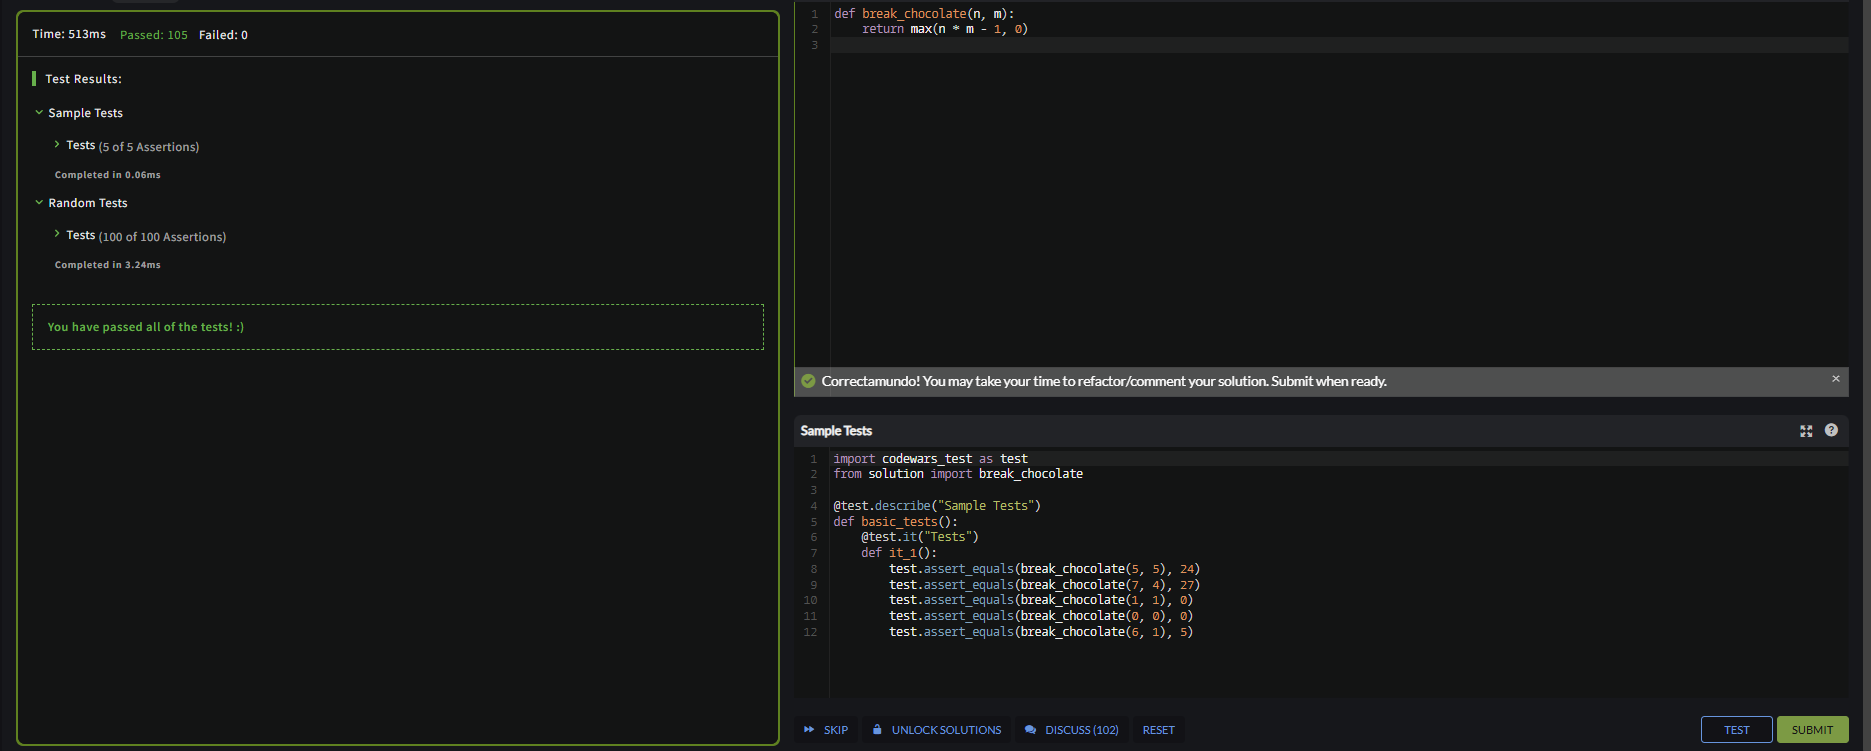 Time: 513ms Passed: 105 Failed: 0
Test Results:
Sample Tests
Tests (5 of 5 Assertions)
Completed in 0.06ms
Random Tests
Tests (100 of 100 Assertions)
Completed in 3.24ms
You have passed all of the tests! :)
1 def break_chocolate(n, m):
2     return max(n * m - 1, 0)
3
Correctamundo! You may take your time to refactor/comment your solution. Submit when ready.
Sample Tests
1 import codewars_test as test
2 from solution import break_chocolate
3
4 @test.describe("Sample Tests")
5 def basic_tests():
6     @test.it("Tests")
7     def it_1():
8         test.assert_equals(break_chocolate(5, 5), 24)
9         test.assert_equals(break_chocolate(7, 4), 27)
10         test.assert_equals(break_chocolate(1, 1), 0)
11         test.assert_equals(break_chocolate(0, 0), 0)
12         test.assert_equals(break_chocolate(6, 1), 5)
SKIP UNLOCK SOLUTIONS DISCUSS (102) RESET TEST SUBMIT